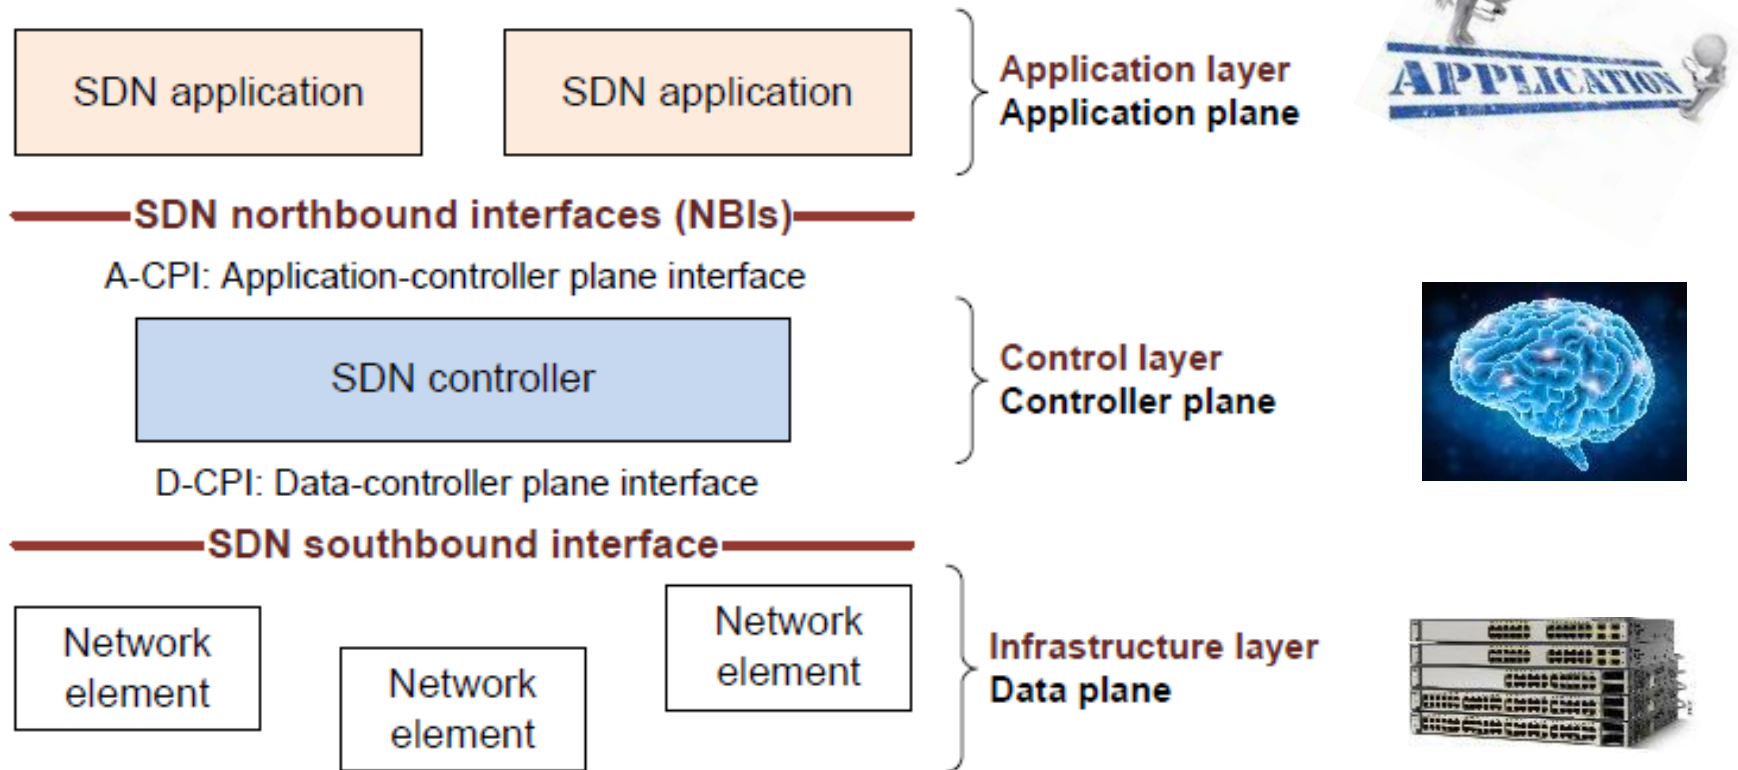 SDN application
SDN application
Application layer
Application plane
APPLICATION
SDN northbound interfaces (NBIs)
A-CPI: Application-controller plane interface
SDN controller
Control layer
Controller plane
D-CPI: Data-controller plane interface
SDN southbound interface
Network
element
Network
element
Network
element
Infrastructure layer
Data plane